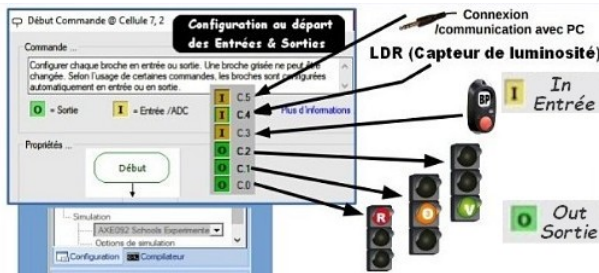 Début Commande @ Cellule 7, 2
Configuration au départ
des Entrées & Sorties
Connexion
/communication avec PC
LDR (Capteur de luminosité)
Commande ...
Configurer chaque broche en entrée ou sortie. Une broche grisée ne peut être
changée. Selon l'usage de certaines commandes, les broches sont configurées
automatiquement en entrée ou en sortie.
O = Sortie
I = Entrée /ADC
Plus d'informations
I C.5
I C.4
I C.3
O C.2
O C.1
O C.0
BP
I In
Entrée
Propriétés ...
Début
R
O
V
O Out
Sortie
Simulation
AXE092 Schools Experimente
Options de simulation
Configuration
Compilateur